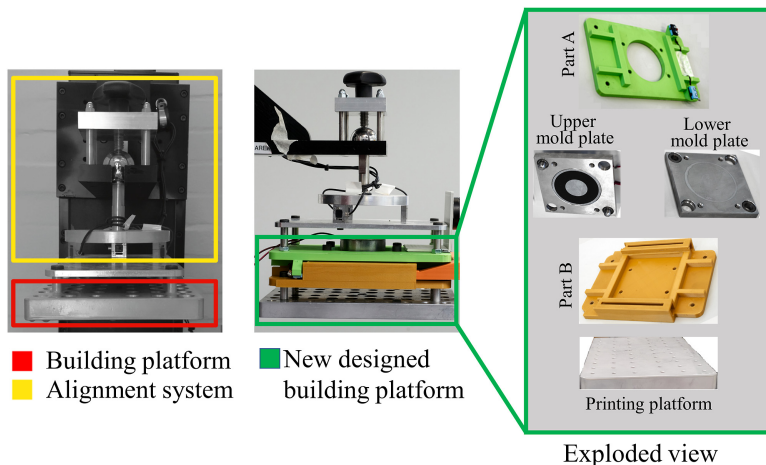 Part A
Upper
mold plate
Lower
mold plate
Part B
Printing platform
Exploded view
Building platform
Alignment system
New designed
building platform